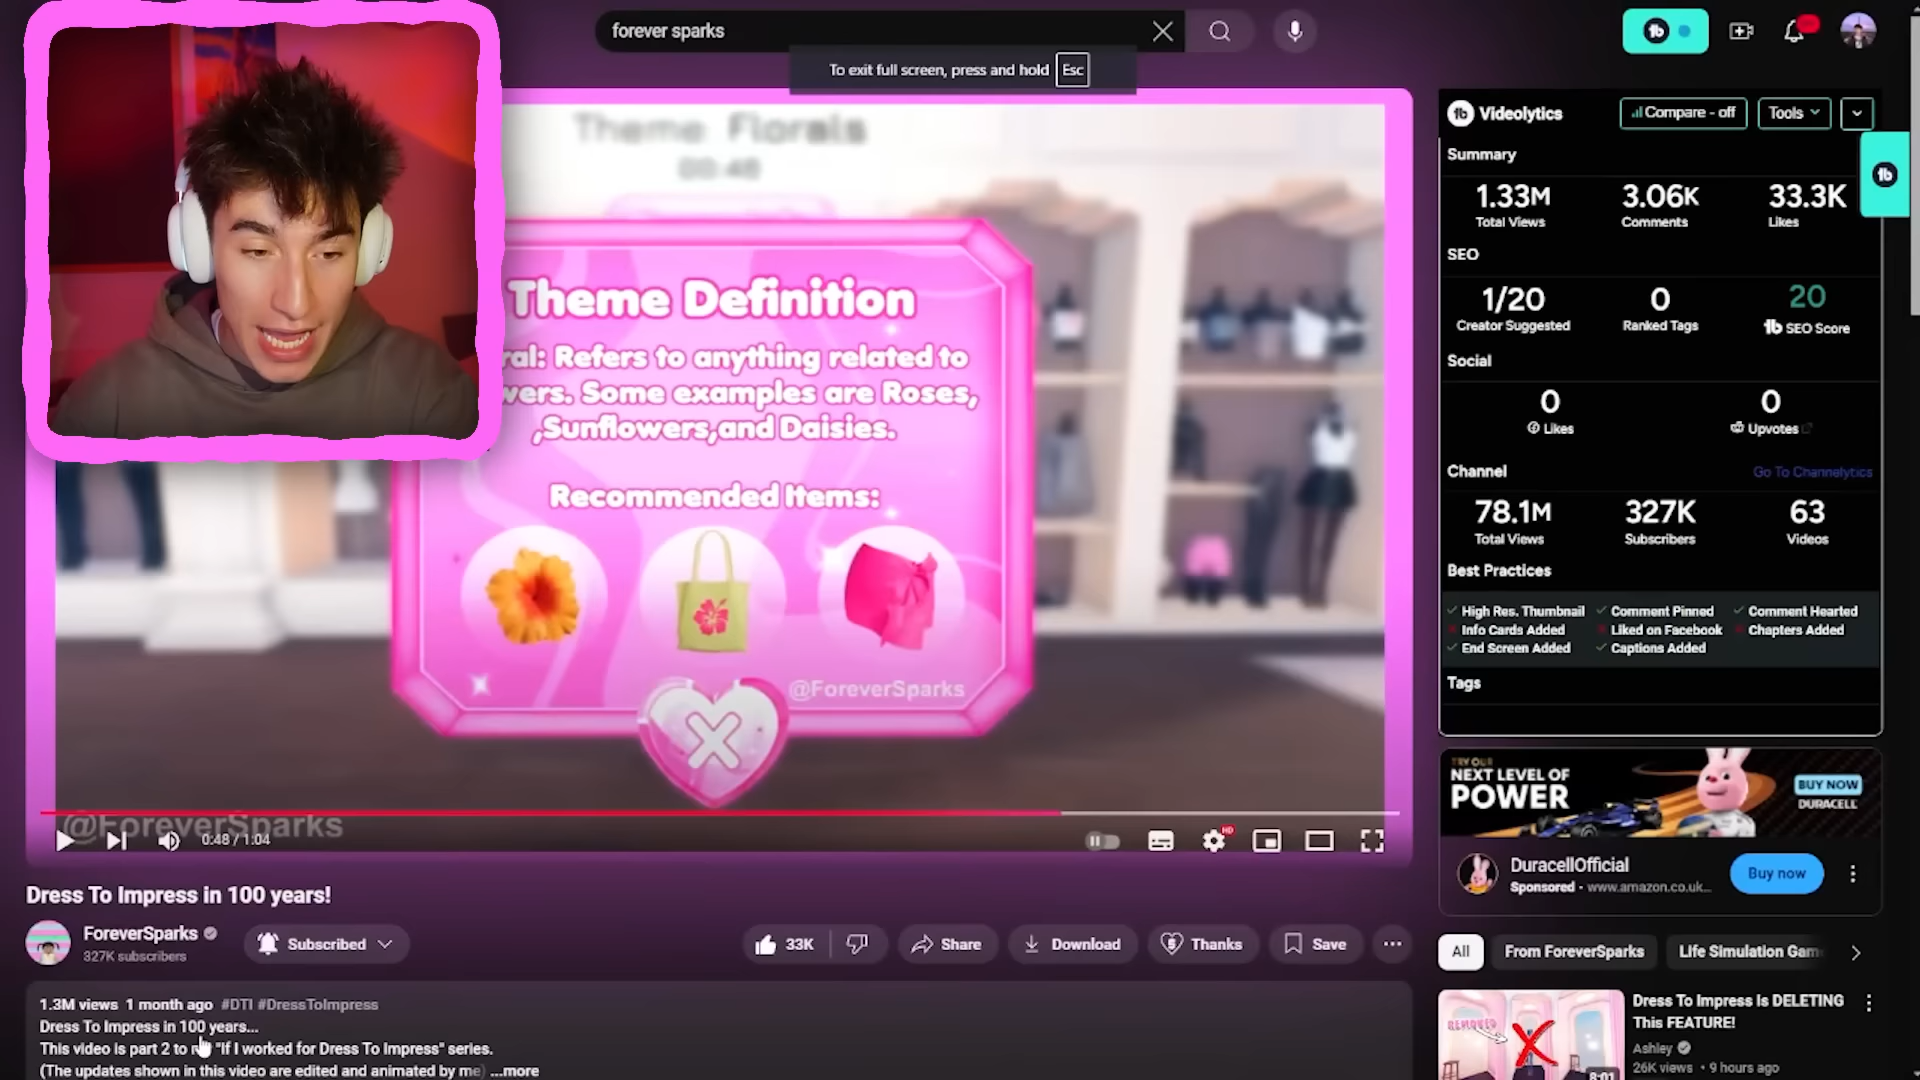 forever sparks
To exit full screen, press and hold Esc
Theme Florals
00:48
Theme Definition
ral: Refers to anything related to
wers. Some examples are Roses,
,Sunflowers,and Daisies.
Recommended Items:
@ForeverSparks
@ForeverSparks
0:48 / 1:04
HD
Dress To Impress in 100 years!
ForeverSparks
327K subscribers
Subscribed
33K
Share
Download
Thanks
Save
1.3M views 1 month ago #DTI #DressToImpress
Dress To Impress in 100 years...
This video is part 2 to "If I worked for Dress To Impress" series.
(The updates shown in this video are edited and animated by me) ...more
Videolytics
Compare - off
Tools
Summary
1.33M 3.06K 33.3K
Total Views Comments Likes
SEO
1/20 0 20
Creator Suggested Ranked Tags tb SEO Score
Social
0 0
Likes Upvotes
Channel Go To Channelytics
78.1M 327K 63
Total Views Subscribers Videos
Best Practices
High Res. Thumbnail Comment Pinned Comment Hearted
Info Cards Added Liked on Facebook Chapters Added
End Screen Added Captions Added
Tags
TRY OUR
NEXT LEVEL OF
POWER
BUY NOW
DURACELL
DuracellOfficial
Sponsored · www.amazon.co.uk...
Buy now
All From ForeverSparks Life Simulation Gam
REMOVED
8:01
Dress To Impress Is DELETING
This FEATURE!
Ashley
26K views • 9 hours ago